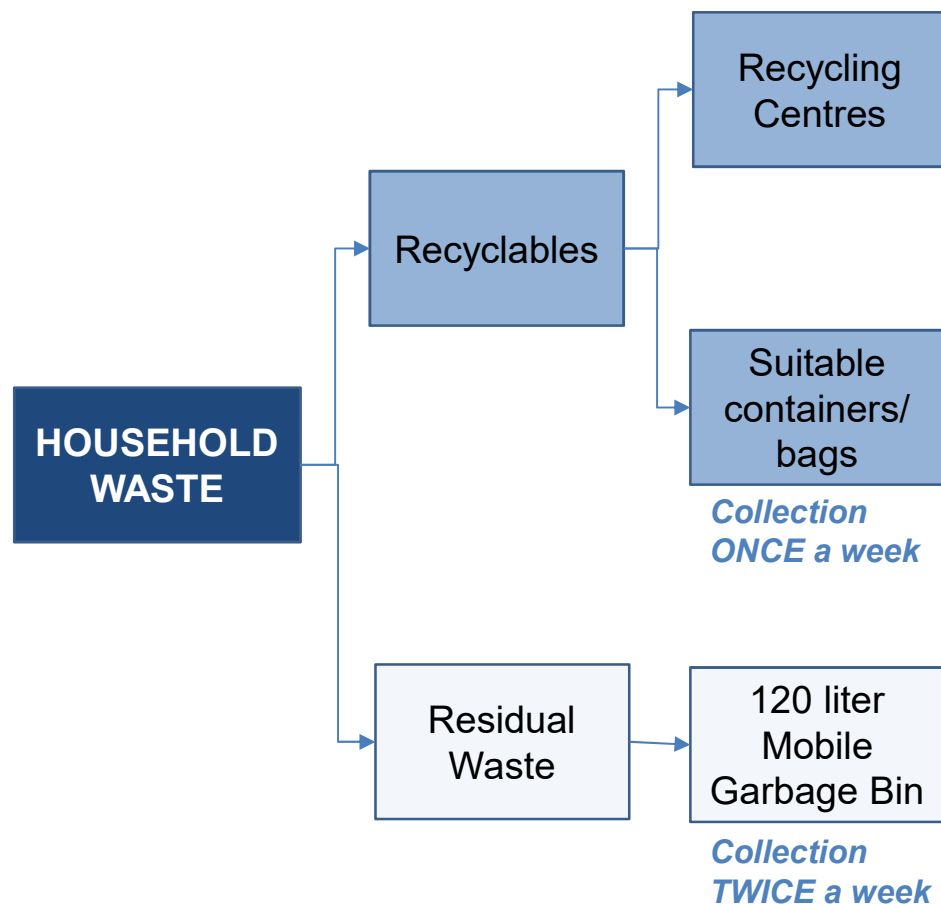 Recycling
Centres
Recyclables
Suitable
containers/
bags
Collection
ONCE a week
HOUSEHOLD
WASTE
Residual
Waste
120 liter
Mobile
Garbage Bin
Collection
TWICE a week